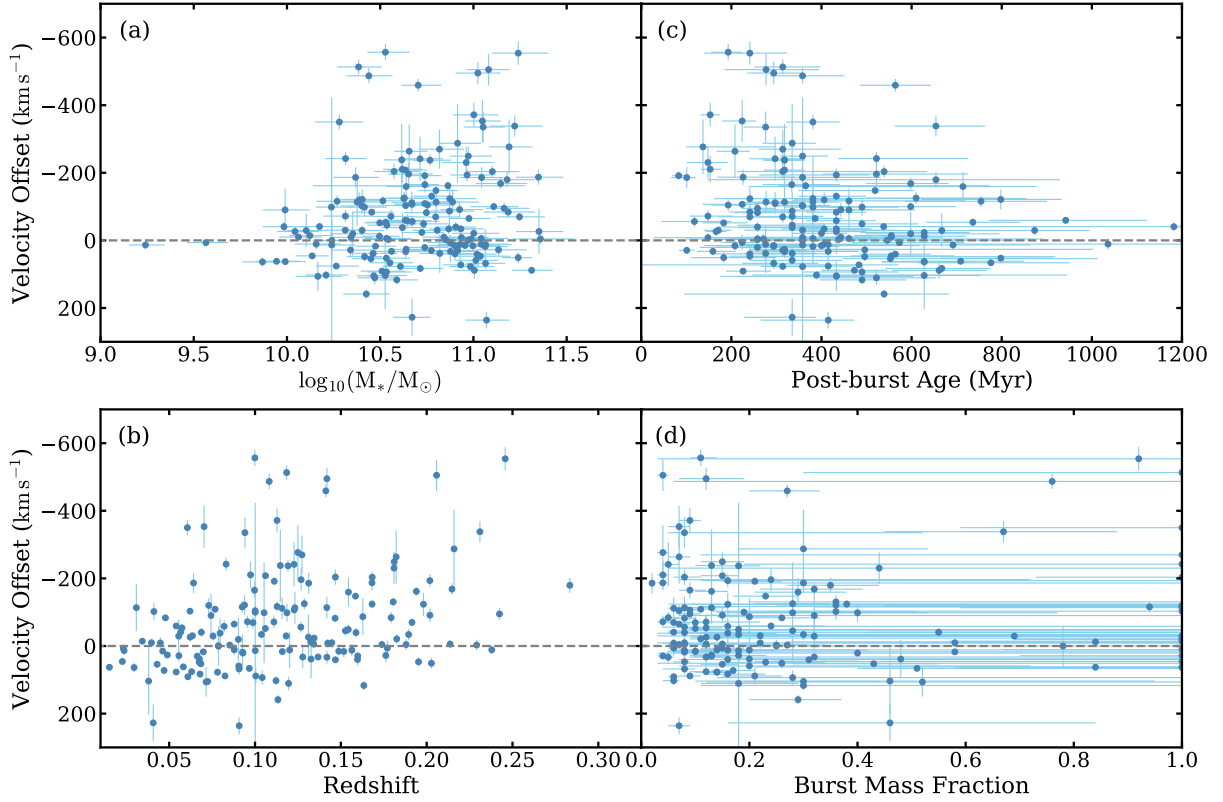 (a)
−600
−400
−200
0
200
Velocity Offset (km s⁻¹)
9.0 9.5 10.0 10.5 11.0 11.5
log₁₀(M*/M☉)
(c)
0 200 400 600 800 1000 1200
Post-burst Age (Myr)
(b)
−600
−400
−200
0
200
Velocity Offset (km s⁻¹)
0.05 0.10 0.15 0.20 0.25 0.30
Redshift
(d)
0.0 0.2 0.4 0.6 0.8 1.0
Burst Mass Fraction